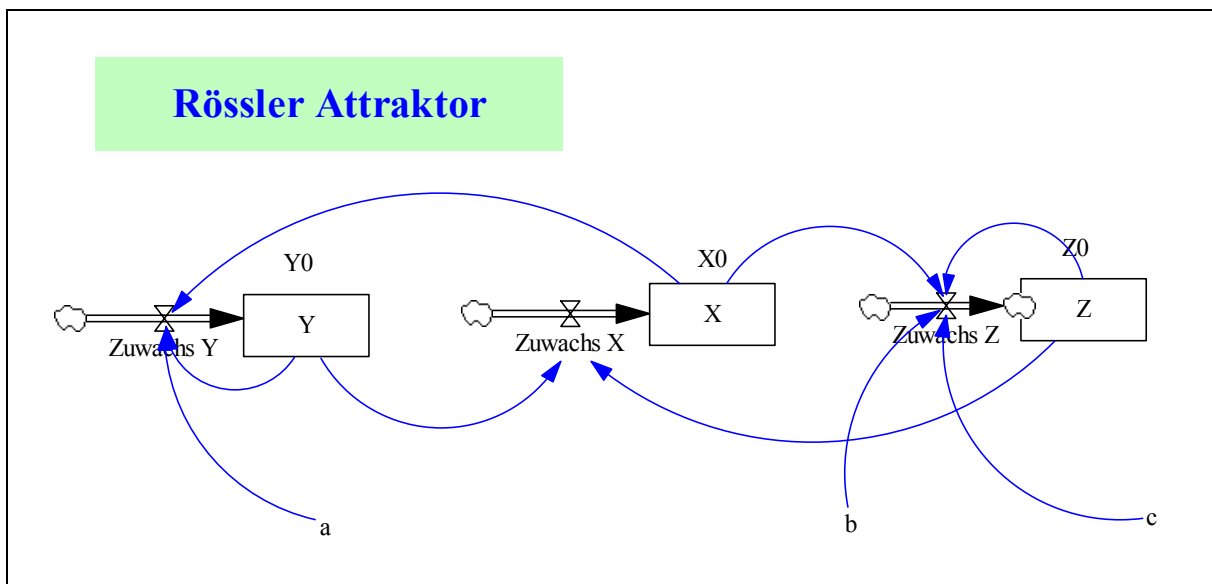 Rössler Attraktor
Y0
X0
Z0
Y
X
Z
Zuwachs Y
Zuwachs X
Zuwachs Z
a
b
c